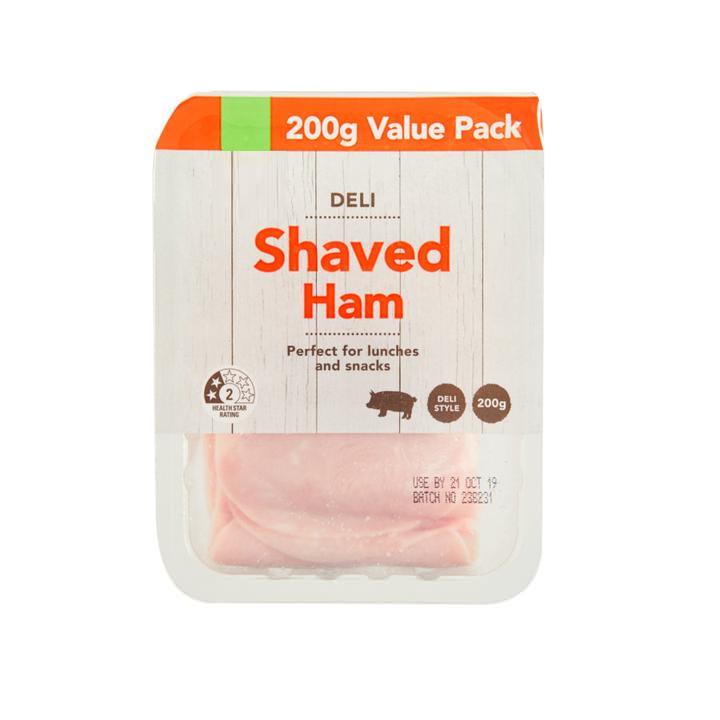 200g Value Pack
DELI
Shaved
Ham
Perfect for lunches
and snacks
2
HEALTH STAR
RATING
DELI
STYLE
200g
USE BY 21 OCT 19
BATCH NO 236231